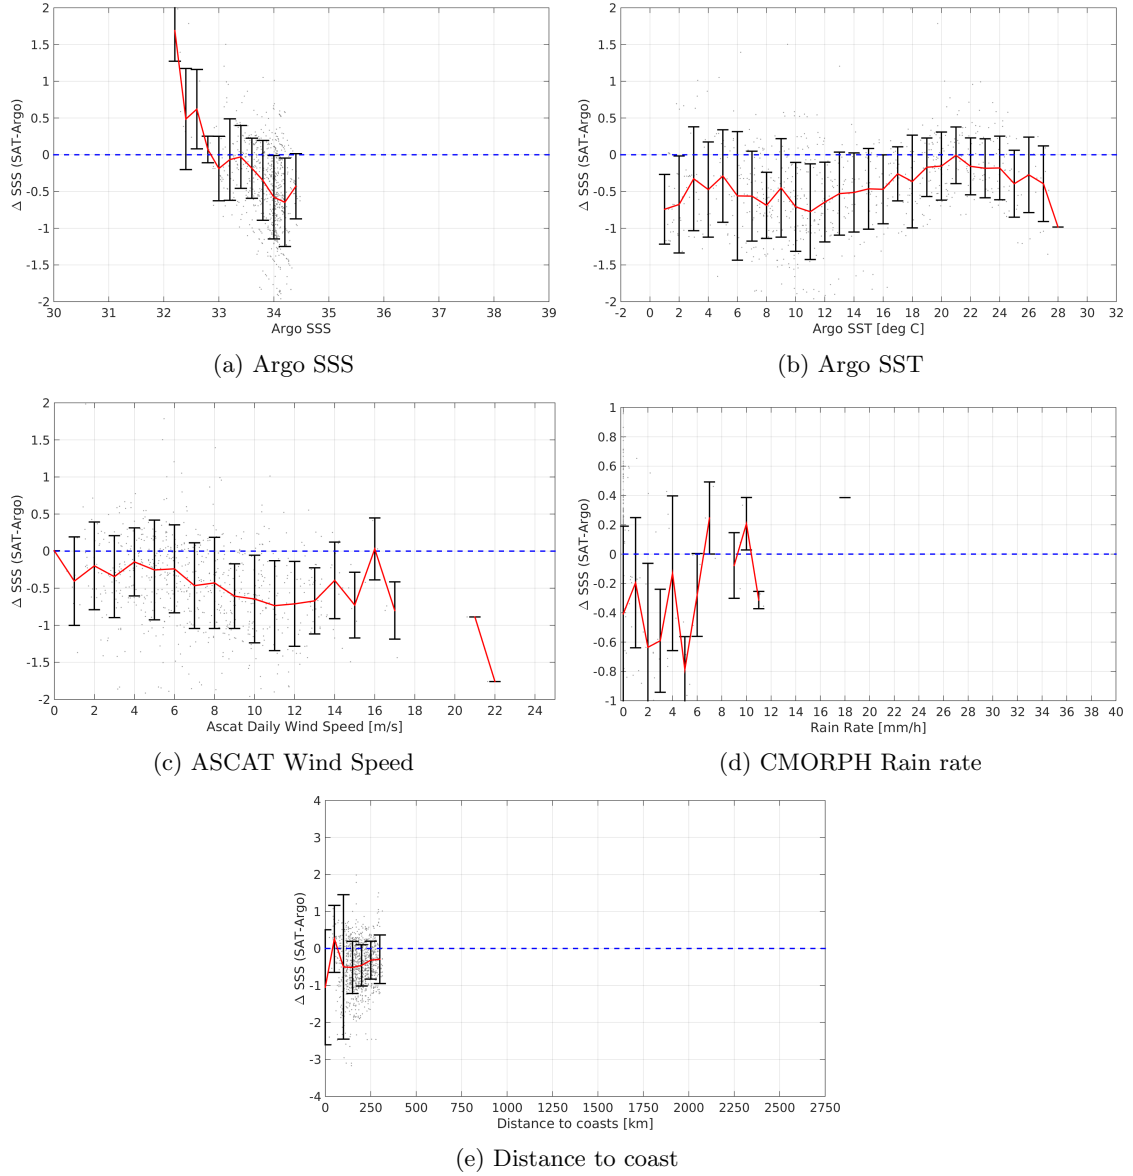 2
1.5
1
0.5
0
-0.5
-1
-1.5
-2
Δ SSS (SAT-Argo)
30 31 32 33 34 35 36 37 38 39
Argo SSS
(a) Argo SSS
2
1.5
1
0.5
0
-0.5
-1
-1.5
-2
Δ SSS (SAT-Argo)
-2 0 2 4 6 8 10 12 14 16 18 20 22 24 26 28 30 32
Argo SST [deg C]
(b) Argo SST
2
1.5
1
0.5
0
-0.5
-1
-1.5
-2
Δ SSS (SAT-Argo)
0 2 4 6 8 10 12 14 16 18 20 22 24
Ascat Daily Wind Speed [m/s]
(c) ASCAT Wind Speed
1
0.8
0.6
0.4
0.2
0
-0.2
-0.4
-0.6
-0.8
-1
Δ SSS (SAT-Argo)
0 2 4 6 8 10 12 14 16 18 20 22 24 26 28 30 32 34 36 38 40
Rain Rate [mm/h]
(d) CMORPH Rain rate
4
3
2
1
0
-1
-2
-3
-4
Δ SSS (SAT-Argo)
0 250 500 750 1000 1250 1500 1750 2000 2250 2500 2750
Distance to coasts [km]
(e) Distance to coast